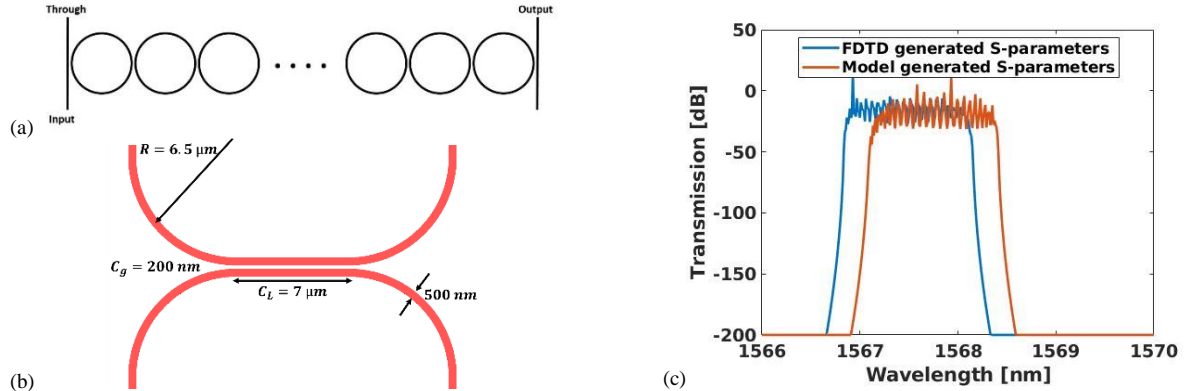 Through
Output
Input
(a)
R = 6.5 μm
C_g = 200 nm
C_L = 7 μm
500 nm
(b)
50
0
-50
-100
-150
-200
Transmission [dB]
FDTD generated S-parameters
Model generated S-parameters
1566
1567
1568
1569
1570
Wavelength [nm]
(c)